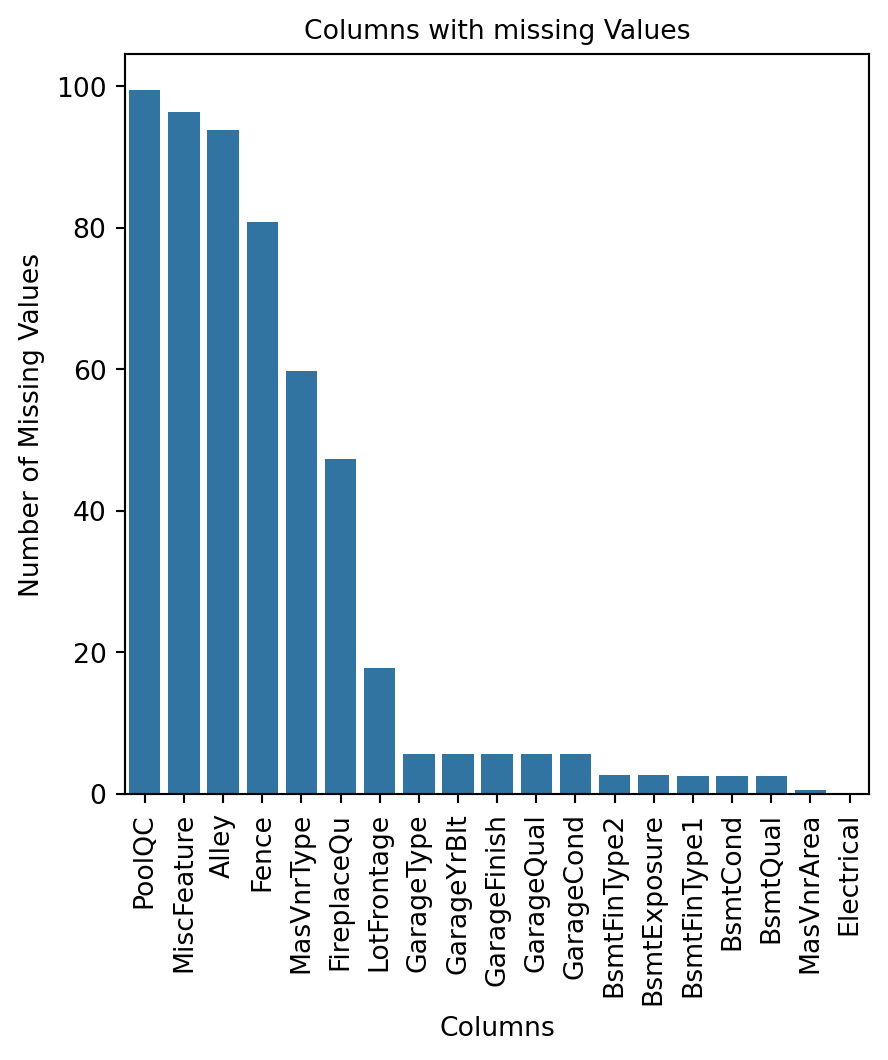 Columns with missing Values
Number of Missing Values
100
80
60
40
20
0
PoolQC
MiscFeature
Alley
Fence
MasVnrType
FireplaceQu
LotFrontage
GarageType
GarageYrBlt
GarageFinish
GarageQual
GarageCond
BsmtFinType2
BsmtExposure
BsmtFinType1
BsmtCond
BsmtQual
MasVnrArea
Electrical
Columns